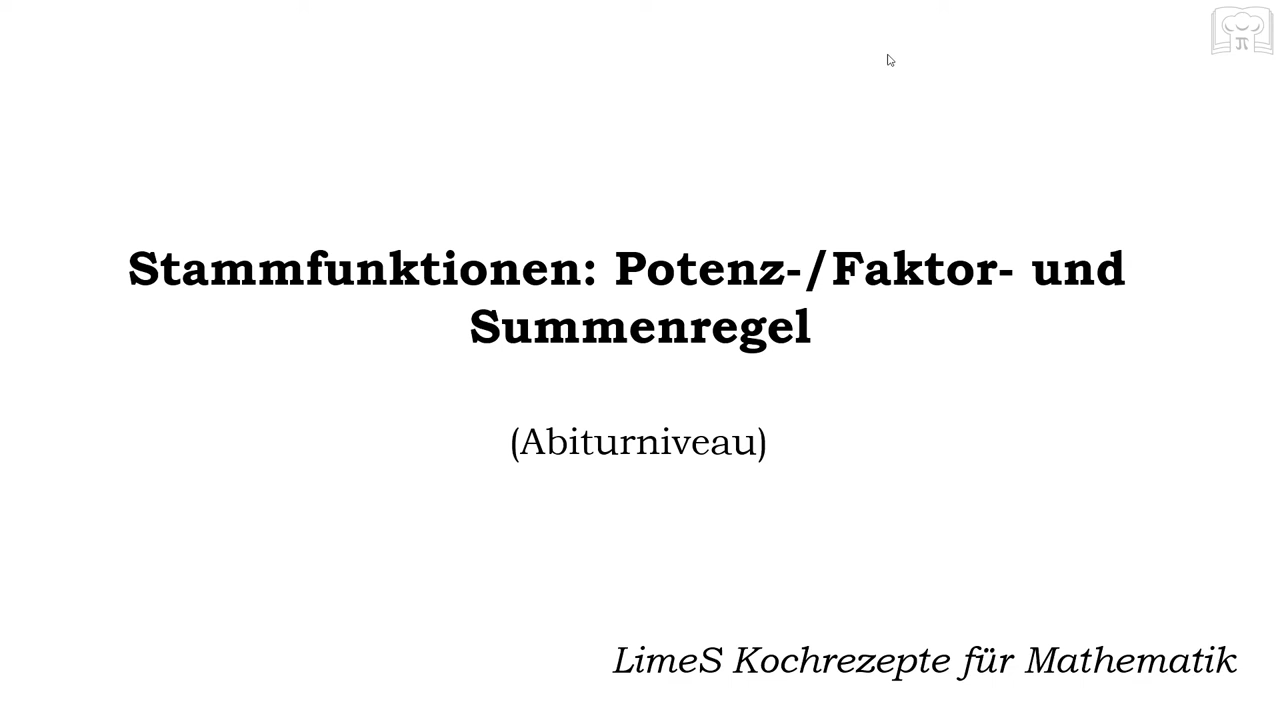 Stammfunktionen: Potenz-/Faktor- und
Summenregel
(Abiturniveau)
LimeS Kochrezepte für Mathematik